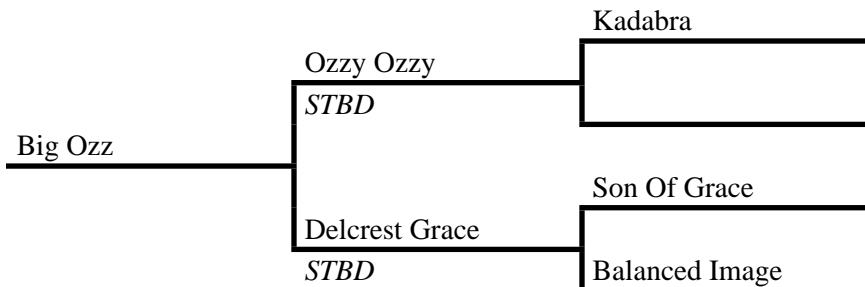 Kadabra
Ozzy Ozzy
STBD
Big Ozz
Son Of Grace
Delcrest Grace
STBD
Balanced Image